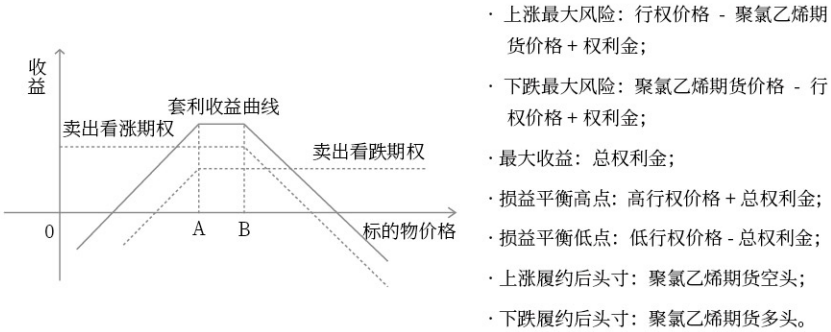 收
益
套利收益曲线
卖出看涨期权
卖出看跌期权
0
A
B
标的物价格
· 上涨最大风险：行权价格 - 聚氯乙烯期
货价格 + 权利金；
· 下跌最大风险：聚氯乙烯期货价格 - 行
权价格 + 权利金；
· 最大收益：总权利金；
· 损益平衡高点：高行权价格 + 总权利金；
· 损益平衡低点：低行权价格 - 总权利金；
· 上涨履约后头寸：聚氯乙烯期货空头；
· 下跌履约后头寸：聚氯乙烯期货多头。